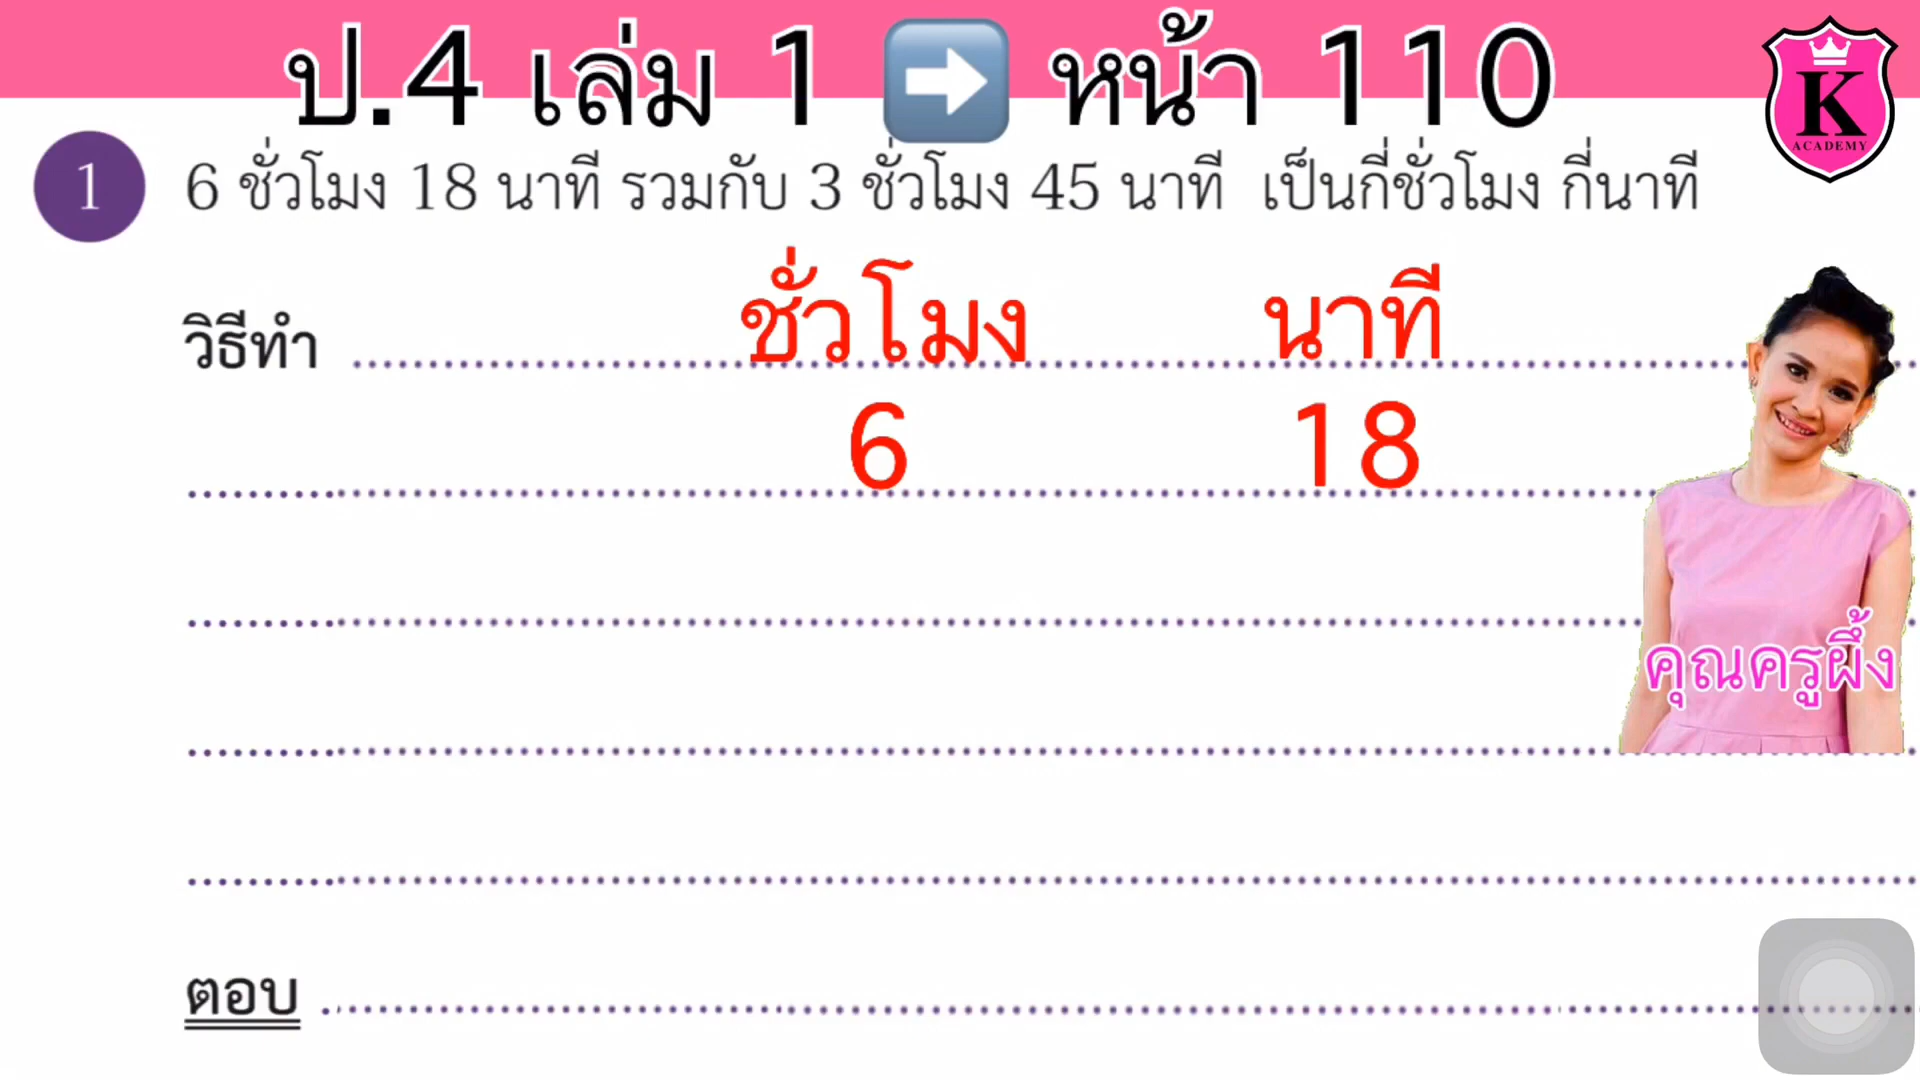 ป.4 เล่ม 1 ➡ หน้า 110
K
ACADEMY
1 6 ชั่วโมง 18 นาที รวมกับ 3 ชั่วโมง 45 นาที เป็นกี่ชั่วโมง กี่นาที
วิธีทำ ชั่วโมง นาที
6 18
คุณครูผึ้ง
ตอบ